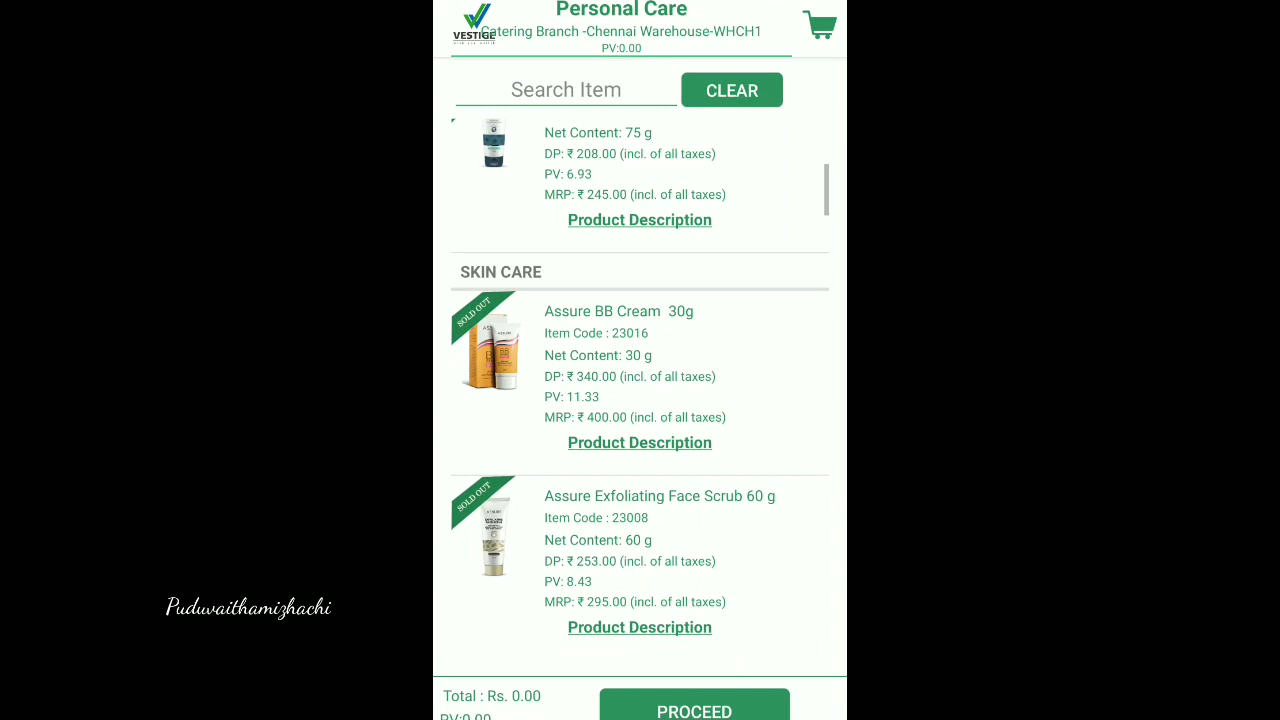 Personal Care
VESTIGE
Catering Branch -Chennai Warehouse-WHCH1
PV:0.00
Search Item
CLEAR
Net Content: 75 g
DP: ₹ 208.00 (incl. of all taxes)
PV: 6.93
MRP: ₹ 245.00 (incl. of all taxes)
Product Description
SKIN CARE
SOLD OUT
Assure BB Cream  30g
Item Code : 23016
Net Content: 30 g
DP: ₹ 340.00 (incl. of all taxes)
PV: 11.33
MRP: ₹ 400.00 (incl. of all taxes)
Product Description
SOLD OUT
Assure Exfoliating Face Scrub 60 g
Item Code : 23008
Net Content: 60 g
DP: ₹ 253.00 (incl. of all taxes)
PV: 8.43
MRP: ₹ 295.00 (incl. of all taxes)
Product Description
Puduvaithamizhachi
Total : Rs. 0.00
PV:0.00
PROCEED